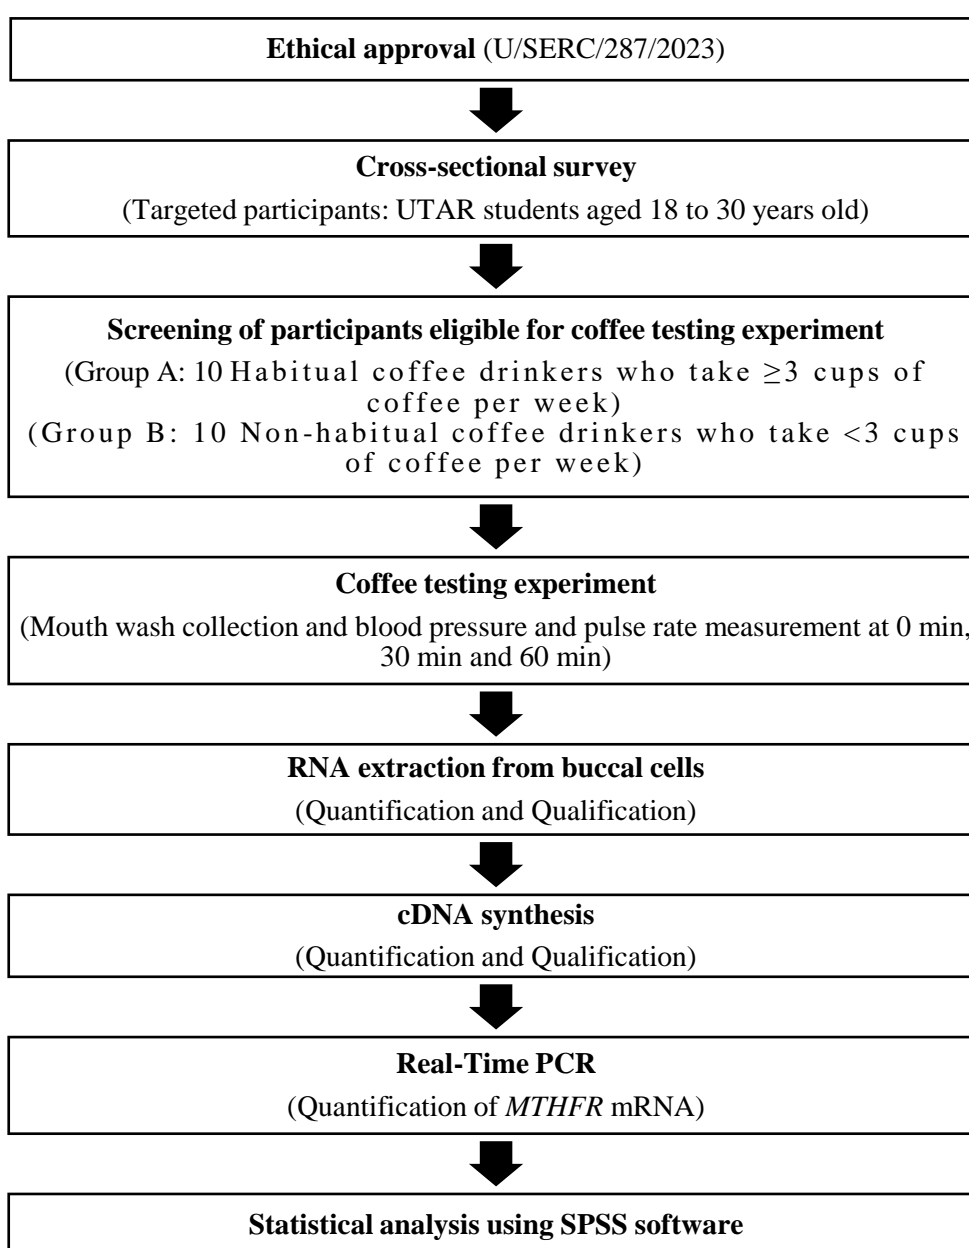 Ethical approval (U/SERC/287/2023)
Cross-sectional survey
(Targeted participants: UTAR students aged 18 to 30 years old)
Screening of participants eligible for coffee testing experiment
(Group A: 10 Habitual coffee drinkers who take ≥3 cups of
coffee per week)
(Group B: 10 Non-habitual coffee drinkers who take <3 cups
of coffee per week)
Coffee testing experiment
(Mouth wash collection and blood pressure and pulse rate measurement at 0 min,
30 min and 60 min)
RNA extraction from buccal cells
(Quantification and Qualification)
cDNA synthesis
(Quantification and Qualification)
Real-Time PCR
(Quantification of MTHFR mRNA)
Statistical analysis using SPSS software